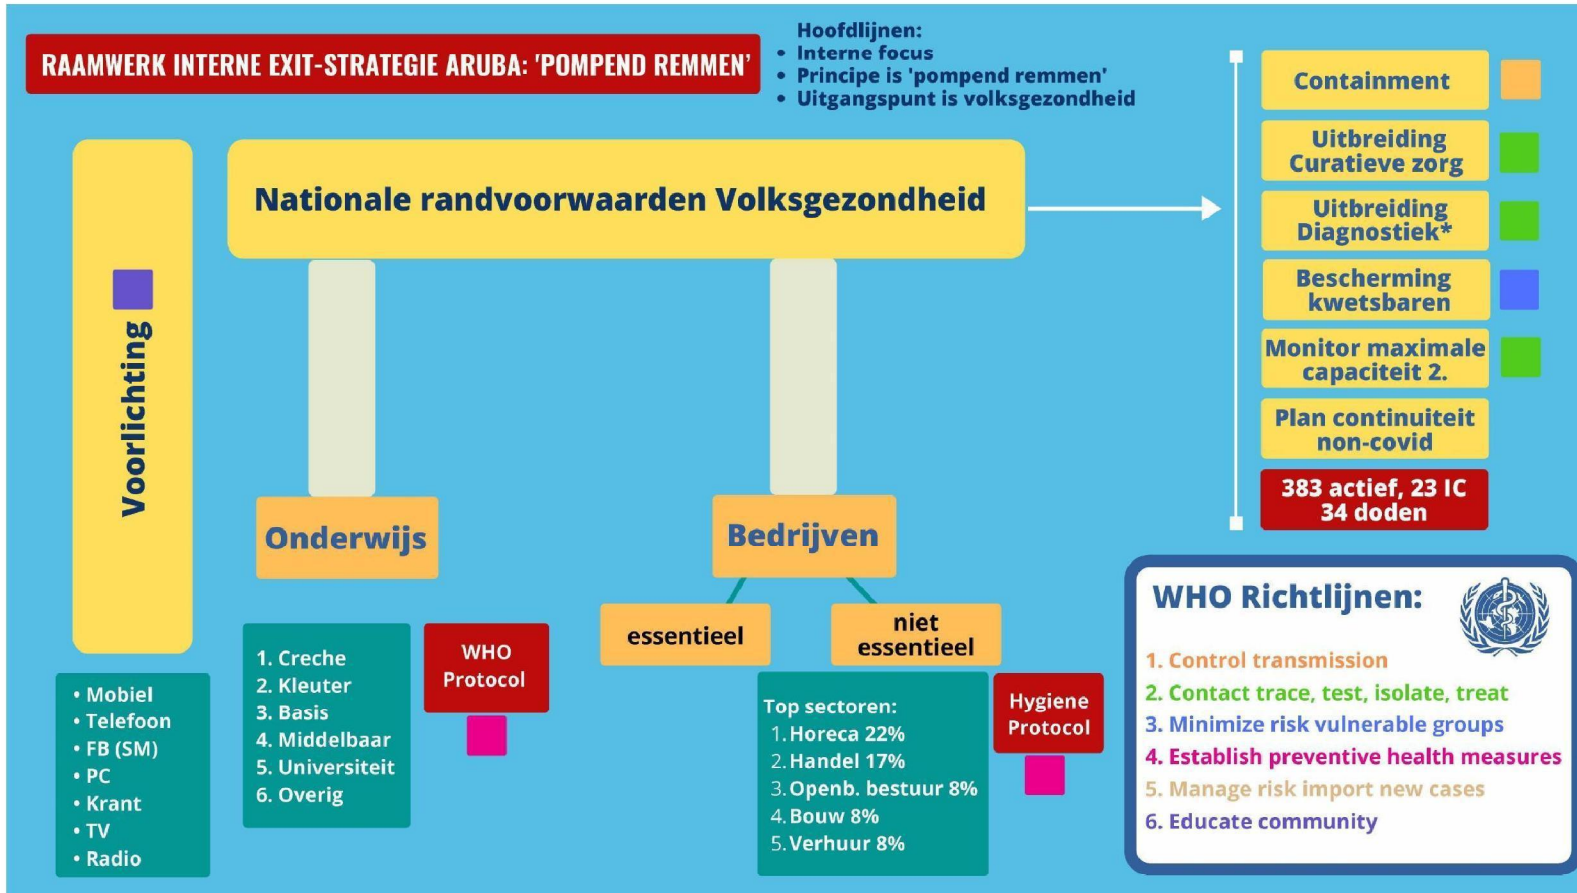 RAAMWERK INTERNE EXIT-STRATEGIE ARUBA: 'POMPEND REMMEN'
Hoofdlijnen:
• Interne focus
• Principe is 'pompend remmen'
• Uitgangspunt is volksgezondheid
Voorlichting
• Mobiel
• Telefoon
• FB (SM)
• PC
• Krant
• TV
• Radio
Nationale randvoorwaarden Volksgezondheid
Onderwijs
1. Creche
2. Kleuter
3. Basis
4. Middelbaar
5. Universiteit
6. Overig
WHO
Protocol
Bedrijven
essentieel
niet
essentieel
Top sectoren:
1. Horeca 22%
2. Handel 17%
3. Openb. bestuur 8%
4. Bouw 8%
5. Verhuur 8%
Hygiene
Protocol
Containment
Uitbreiding
Curatieve zorg
Uitbreiding
Diagnostiek*
Bescherming
kwetsbaren
Monitor maximale
capaciteit 2.
Plan continuiteit
non-covid
383 actief, 23 IC
34 doden
WHO Richtlijnen:
1. Control transmission
2. Contact trace, test, isolate, treat
3. Minimize risk vulnerable groups
4. Establish preventive health measures
5. Manage risk import new cases
6. Educate community